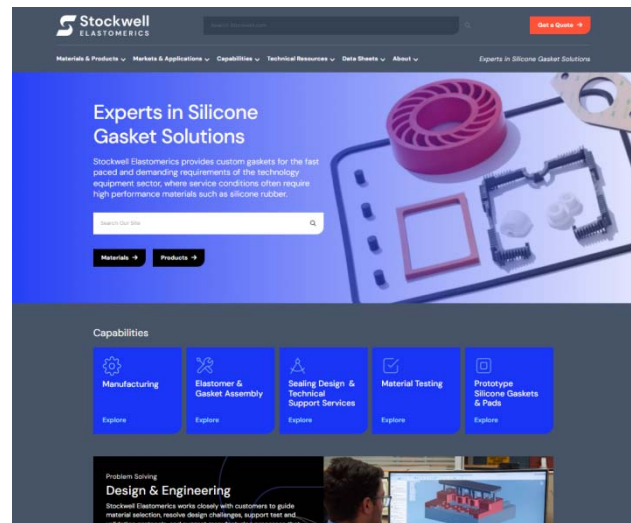 Stockwell
ELASTOMERICS
Get a Quote →
Materials & Products Markets & Applications Capabilities Technical Resources Data Sheets About
Experts in Silicone Gasket Solutions
Experts in Silicone
Gasket Solutions
Stockwell Elastomerics provides custom gaskets for the fast
paced and demanding requirements of the technology
equipment sector, where service conditions often require
high performance materials such as silicone rubber.
Search Our Site
Materials →
Products →
Capabilities
Manufacturing
Explore
Elastomer &
Gasket Assembly
Explore
Sealing Design &
Technical
Support Services
Explore
Material Testing
Explore
Prototype
Silicone Gaskets
& Pads
Explore
Problem Solving
Design & Engineering
Stockwell Elastomerics works closely with customers to guide
material selection, resolve design challenges, support test and